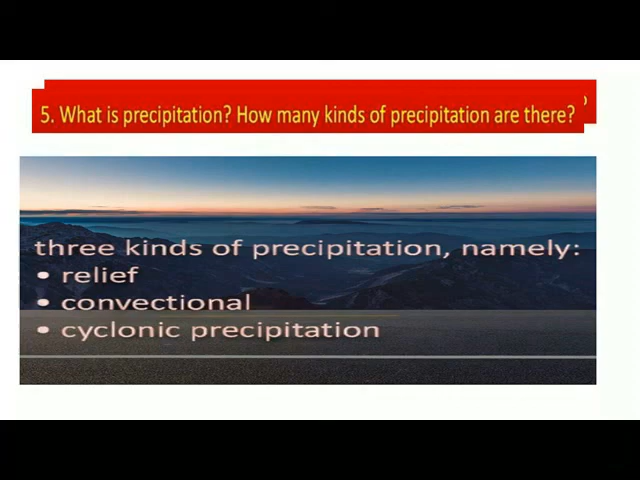 5. What is precipitation? How many kinds of precipitation are there?
three kinds of precipitation, namely:
• relief
• convectional
• cyclonic precipitation